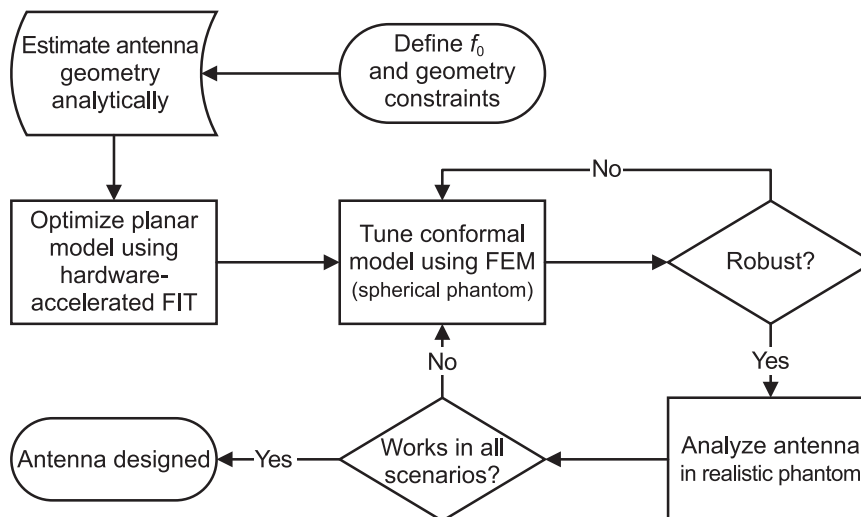 Estimate antenna
geometry
analytically
Define f₀
and geometry
constraints
No
Optimize planar
model using
hardware-
accelerated FIT
Tune conformal
model using FEM
(spherical phantom)
Robust?
No
Yes
Antenna designed
Yes
Works in all
scenarios?
Analyze antenna
in realistic phantom